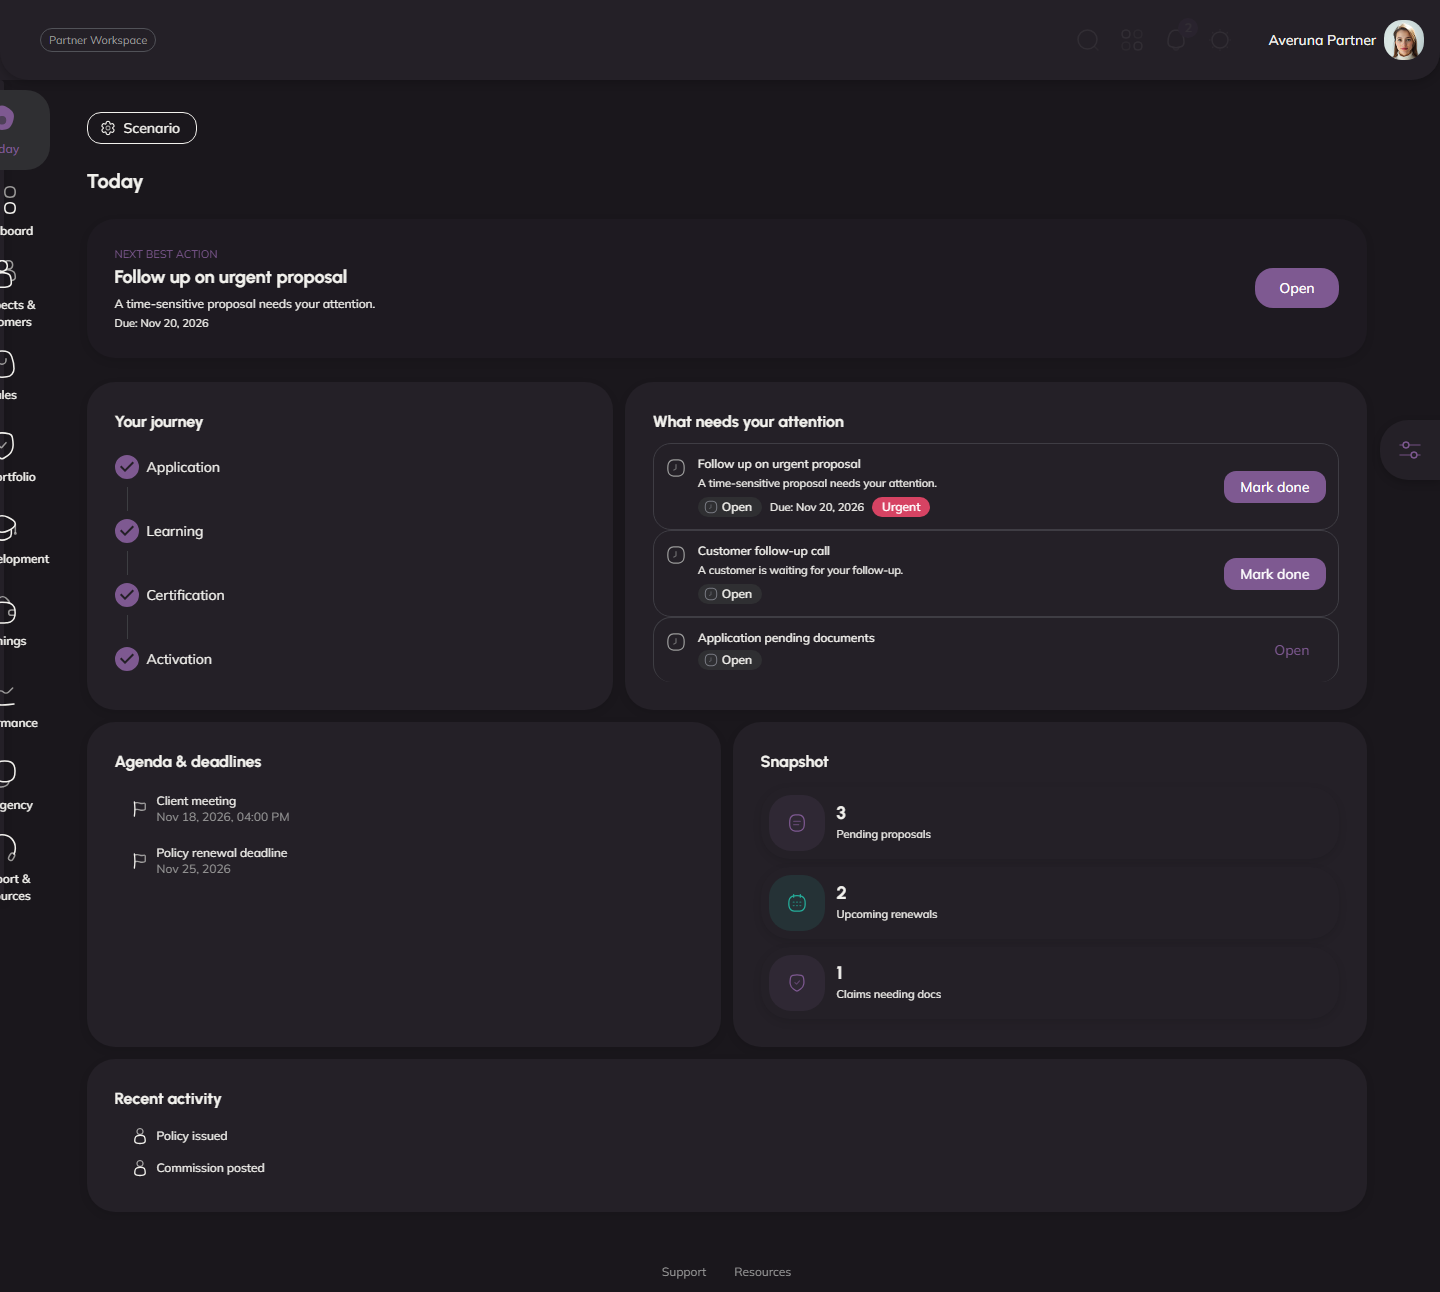 Partner Workspace
2
Averuna Partner
Scenario
Today
NEXT BEST ACTION
Follow up on urgent proposal
A time-sensitive proposal needs your attention.
Due: Nov 20, 2026
Open
day
board
ects &
omers
les
rtfolio
elopment
nings
rmance
gency
ort &
urces
Your journey
Application
Learning
Certification
Activation
What needs your attention
Follow up on urgent proposal
A time-sensitive proposal needs your attention.
Open Due: Nov 20, 2026 Urgent
Mark done
Customer follow-up call
A customer is waiting for your follow-up.
Open
Mark done
Application pending documents
Open
Open
Agenda & deadlines
Client meeting
Nov 18, 2026, 04:00 PM
Policy renewal deadline
Nov 25, 2026
Snapshot
3
Pending proposals
2
Upcoming renewals
1
Claims needing docs
Recent activity
Policy issued
Commission posted
Support Resources